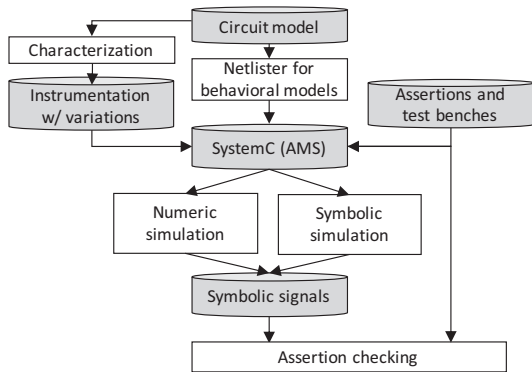 Circuit model
Characterization
Netlister for
behavioral models
Instrumentation
w/ variations
Assertions and
test benches
SystemC (AMS)
Numeric
simulation
Symbolic
simulation
Symbolic signals
Assertion checking